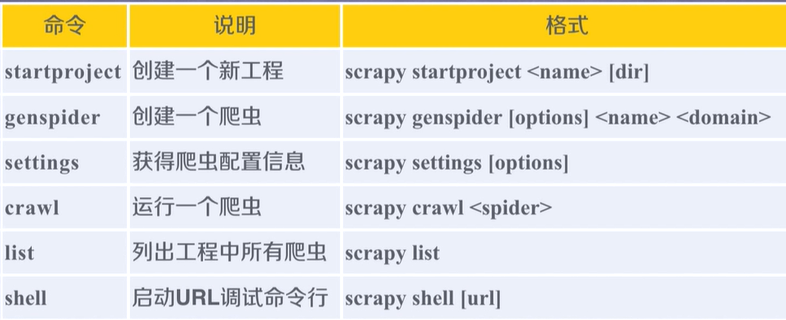 命令 说明 格式
startproject 创建一个新工程 scrapy startproject <name> [dir]
genspider 创建一个爬虫 scrapy genspider [options] <name> <domain>
settings 获得爬虫配置信息 scrapy settings [options]
crawl 运行一个爬虫 scrapy crawl <spider>
list 列出工程中所有爬虫 scrapy list
shell 启动URL调试命令行 scrapy shell [url]